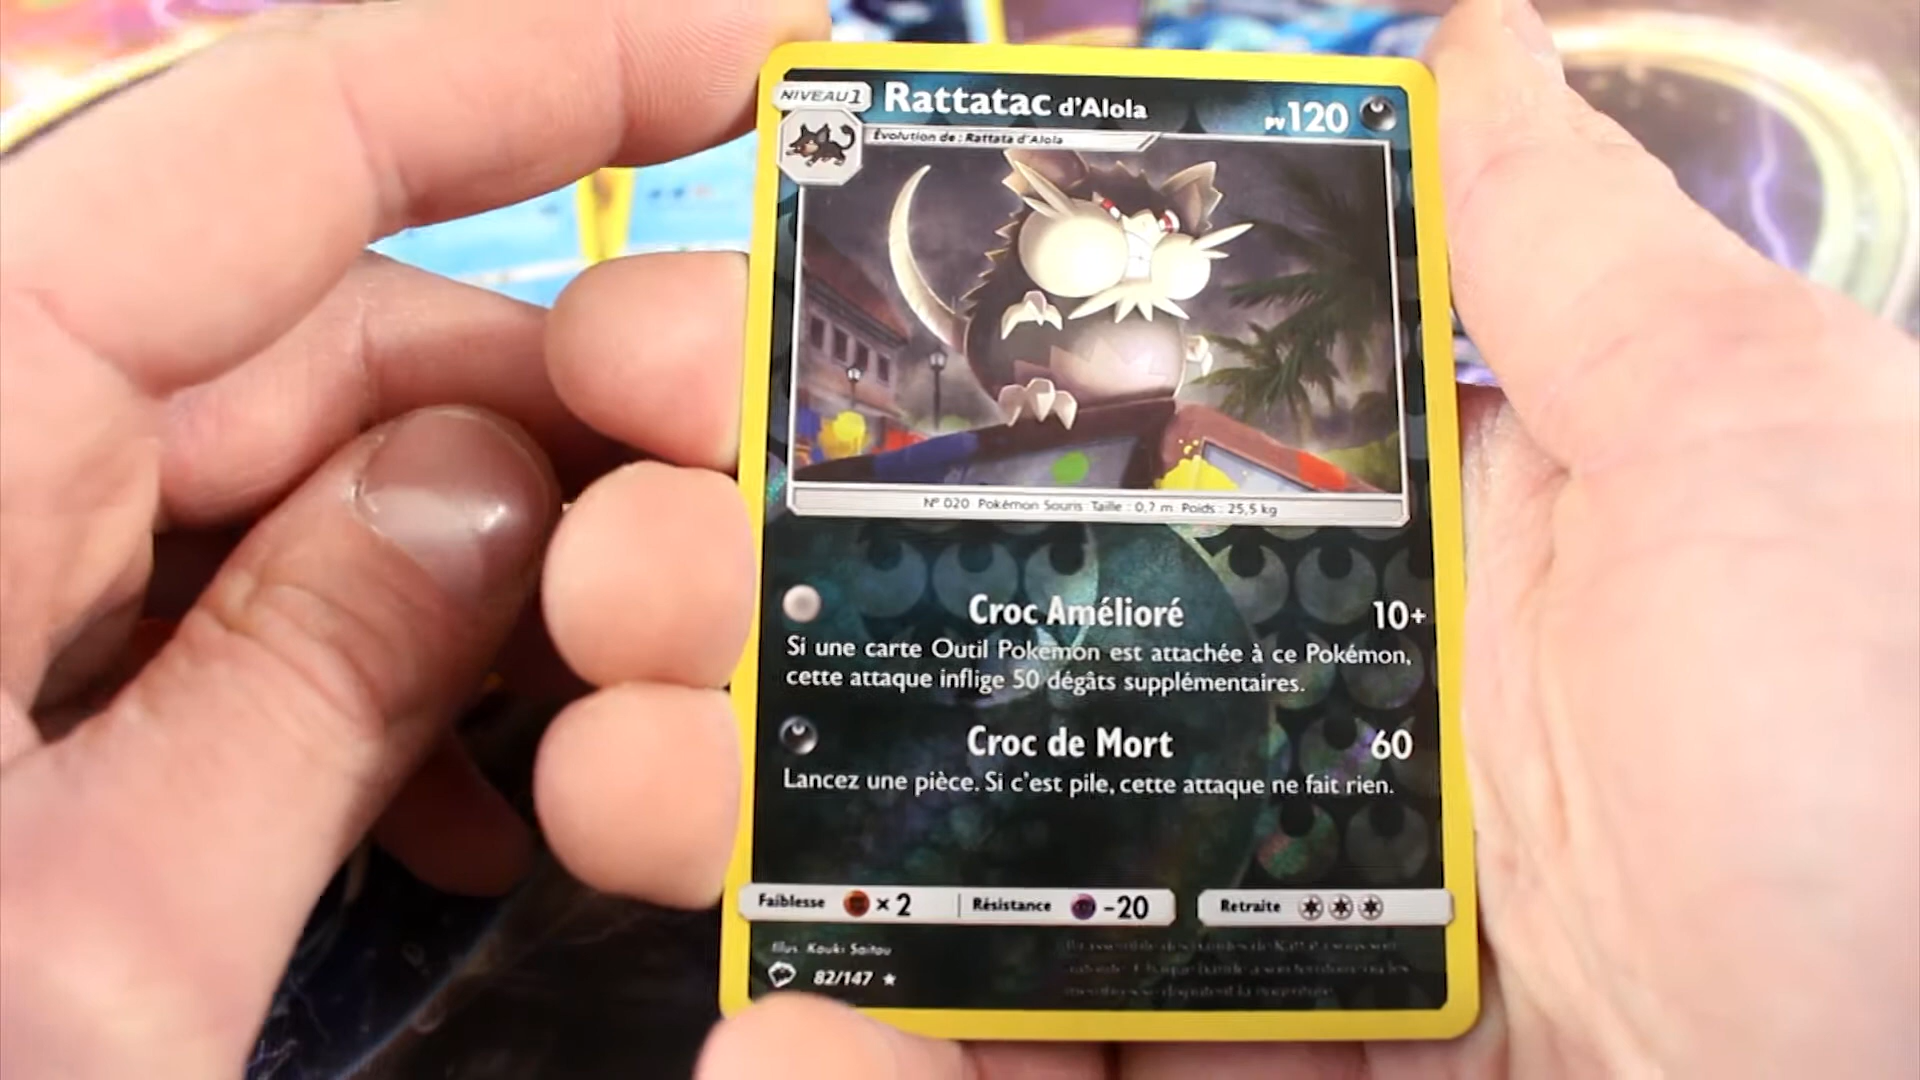 NIVEAU 1
Rattatac d'Alola
PV 120
Évolution de : Rattata d'Alola
N° 020 Pokémon Souris Taille : 0,7 m Poids : 25,5 kg
Croc Amélioré 10+
Si une carte Outil Pokémon est attachée à ce Pokémon,
cette attaque inflige 50 dégâts supplémentaires.
Croc de Mort 60
Lancez une pièce. Si c'est pile, cette attaque ne fait rien.
Faiblesse ×2 Résistance -20 Retraite
Illus. Kouki Saitou
82/147